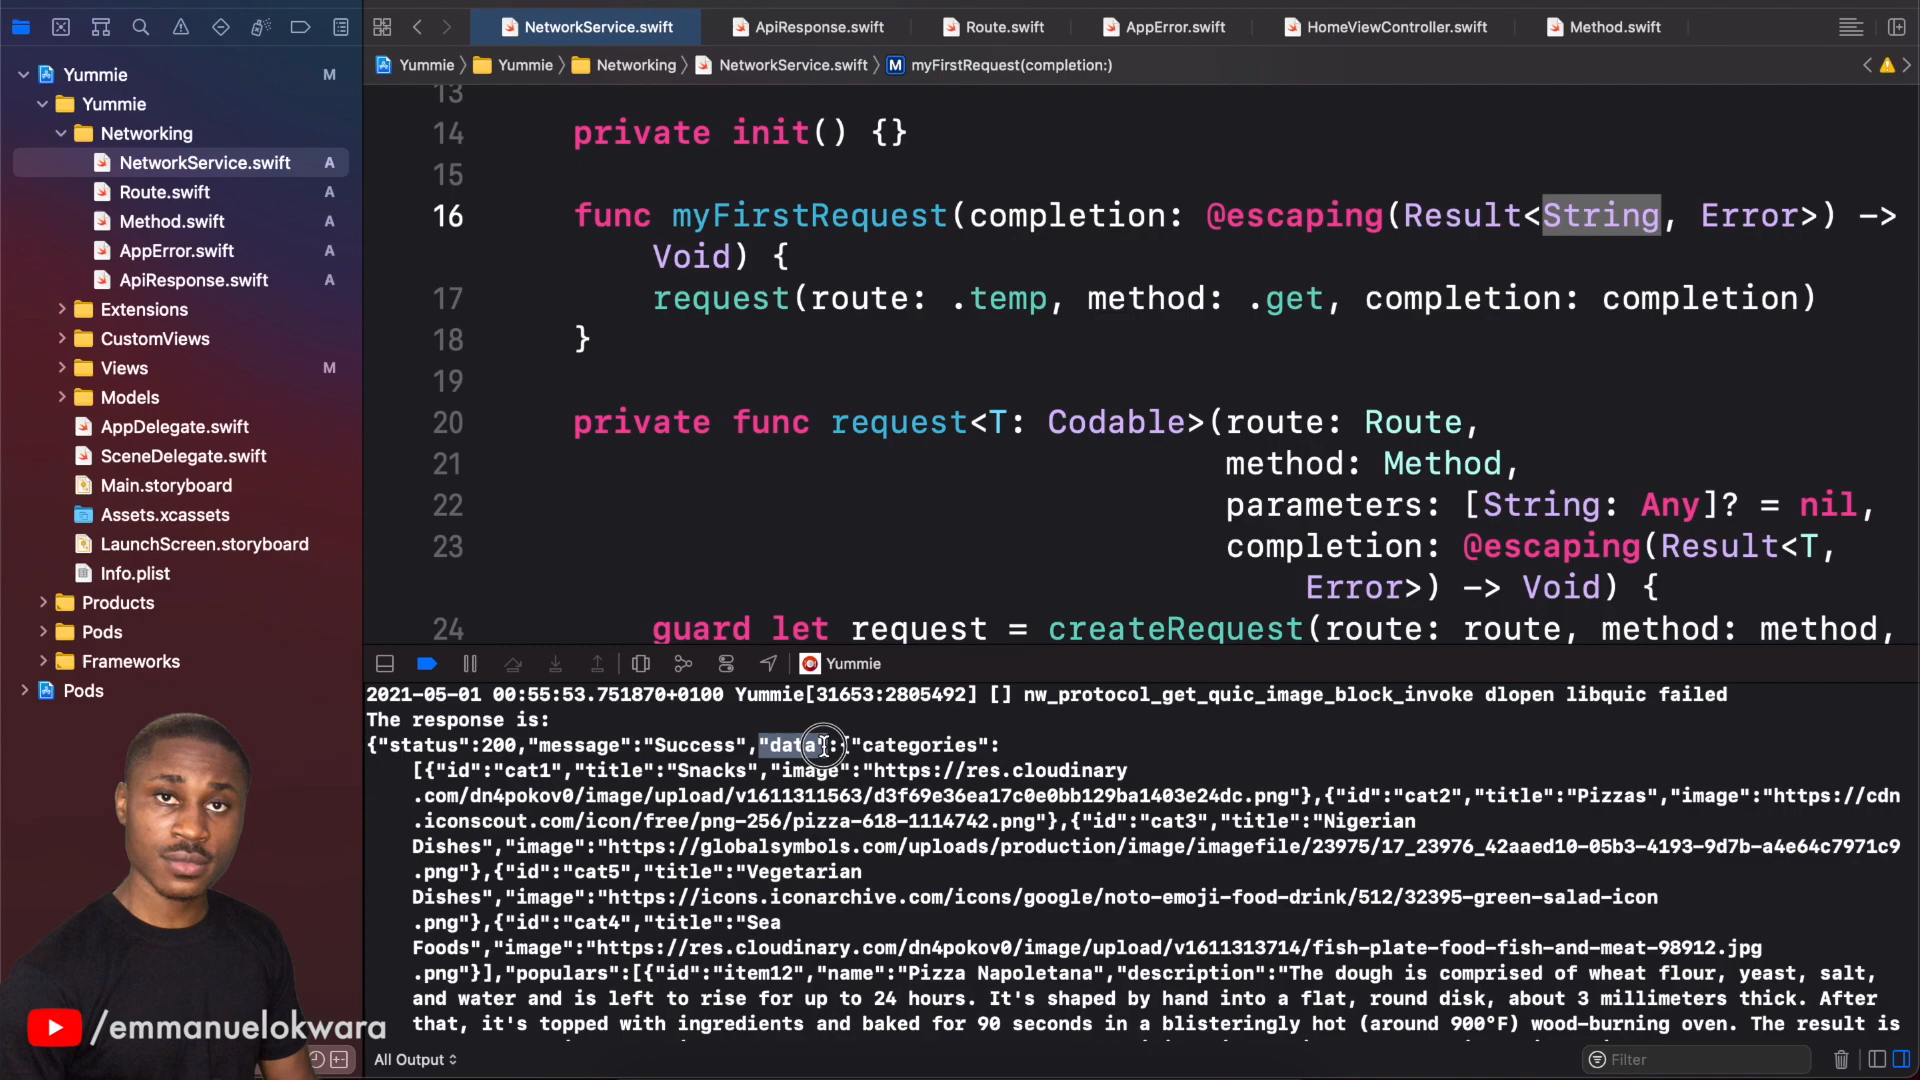 NetworkService.swift
ApiResponse.swift
Route.swift
AppError.swift
HomeViewController.swift
Method.swift
Yummie M
Yummie
Networking
NetworkService.swift A
Route.swift A
Method.swift A
AppError.swift A
ApiResponse.swift A
Extensions
CustomViews
Views M
Models
AppDelegate.swift
SceneDelegate.swift
Main.storyboard
Assets.xcassets
LaunchScreen.storyboard
Info.plist
Products
Pods
Frameworks
Pods
Yummie 〉 Yummie 〉 Networking 〉 NetworkService.swift 〉 M myFirstRequest(completion:)
13
14 private init() {}
15
16 func myFirstRequest(completion: @escaping(Result<String, Error>) ->
Void) {
17 request(route: .temp, method: .get, completion: completion)
18 }
19
20 private func request<T: Codable>(route: Route,
21 method: Method,
22 parameters: [String: Any]? = nil,
23 completion: @escaping(Result<T,
Error>) -> Void) {
24 guard let request = createRequest(route: route, method: method,
Yummie
2021-05-01 00:55:53.751870+0100 Yummie[31653:2805492] [] nw_protocol_get_quic_image_block_invoke dlopen libquic failed
The response is:
{"status":200,"message":"Success","data":{"categories":
[{"id":"cat1","title":"Snacks","image":"https://res.cloudinary
.com/dn4pokov0/image/upload/v1611311563/d3f69e36ea17c0e0bb129ba1403e24dc.png"},{"id":"cat2","title":"Pizzas","image":"https://cdn
.iconscout.com/icon/free/png-256/pizza-618-1114742.png"},{"id":"cat3","title":"Nigerian
Dishes","image":"https://globalsymbols.com/uploads/production/image/imagefile/23975/17_23976_42aaed10-05b3-4193-9d7b-a4e64c7971c9
.png"},{"id":"cat5","title":"Vegetarian
Dishes","image":"https://icons.iconarchive.com/icons/google/noto-emoji-food-drink/512/32395-green-salad-icon
.png"},{"id":"cat4","title":"Sea
Foods","image":"https://res.cloudinary.com/dn4pokov0/image/upload/v1611313714/fish-plate-food-fish-and-meat-98912.jpg
.png"}],"populars":[{"id":"item12","name":"Pizza Napoletana","description":"The dough is comprised of wheat flour, yeast, salt,
and water and is left to rise for up to 24 hours. It's shaped by hand into a flat, round disk, about 3 millimeters thick. After
that, it's topped with ingredients and baked for 90 seconds in a blisteringly hot (around 900°F) wood-burning oven. The result is
/emmanuelokwara
All Output
Filter